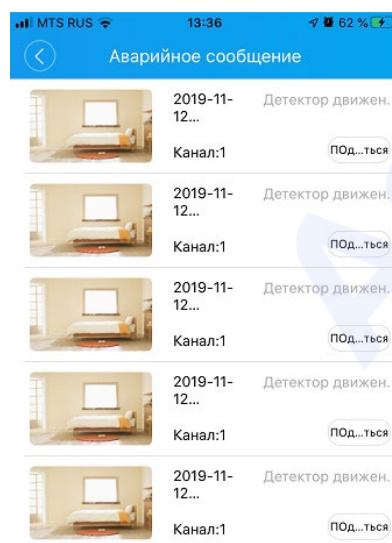 MTS RUS 13:36 62 %
Аварийное сообщение
2019-11- Детектор движен.
12...
Канал:1 ПОд...ться
2019-11- Детектор движен.
12...
Канал:1 ПОд...ться
2019-11- Детектор движен.
12...
Канал:1 ПОд...ться
2019-11- Детектор движен.
12...
Канал:1 ПОд...ться
2019-11- Детектор движен.
12...
Канал:1 ПОд...ться